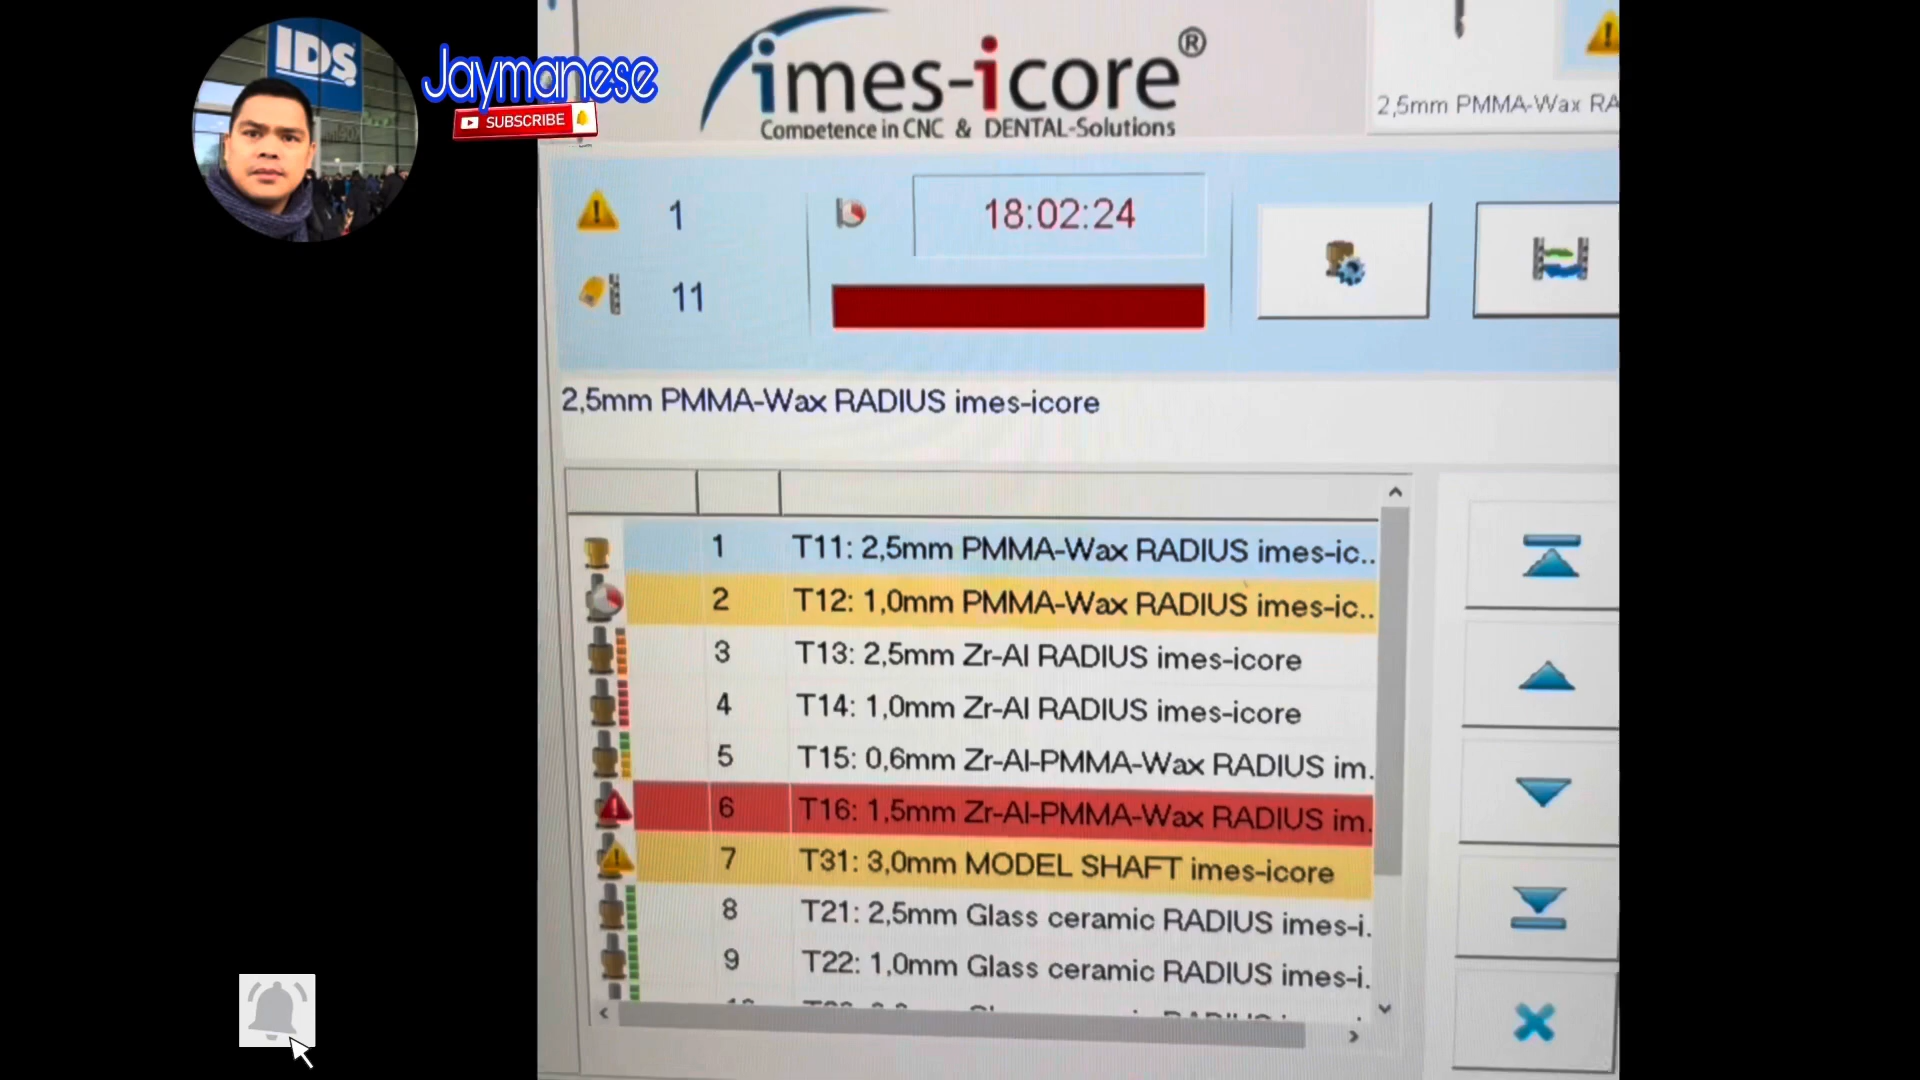 IDS
Jaymanese
SUBSCRIBE
imes-icore®
Competence in CNC & DENTAL-Solutions
2,5mm PMMA-Wax RA
1
18:02:24
11
2,5mm PMMA-Wax RADIUS imes-icore
1 T11: 2,5mm PMMA-Wax RADIUS imes-ic..
2 T12: 1,0mm PMMA-Wax RADIUS imes-ic..
3 T13: 2,5mm Zr-Al RADIUS imes-icore
4 T14: 1,0mm Zr-Al RADIUS imes-icore
5 T15: 0,6mm Zr-Al-PMMA-Wax RADIUS im.
6 T16: 1,5mm Zr-Al-PMMA-Wax RADIUS im.
7 T31: 3,0mm MODEL SHAFT imes-icore
8 T21: 2,5mm Glass ceramic RADIUS imes-i.
9 T22: 1,0mm Glass ceramic RADIUS imes-i.